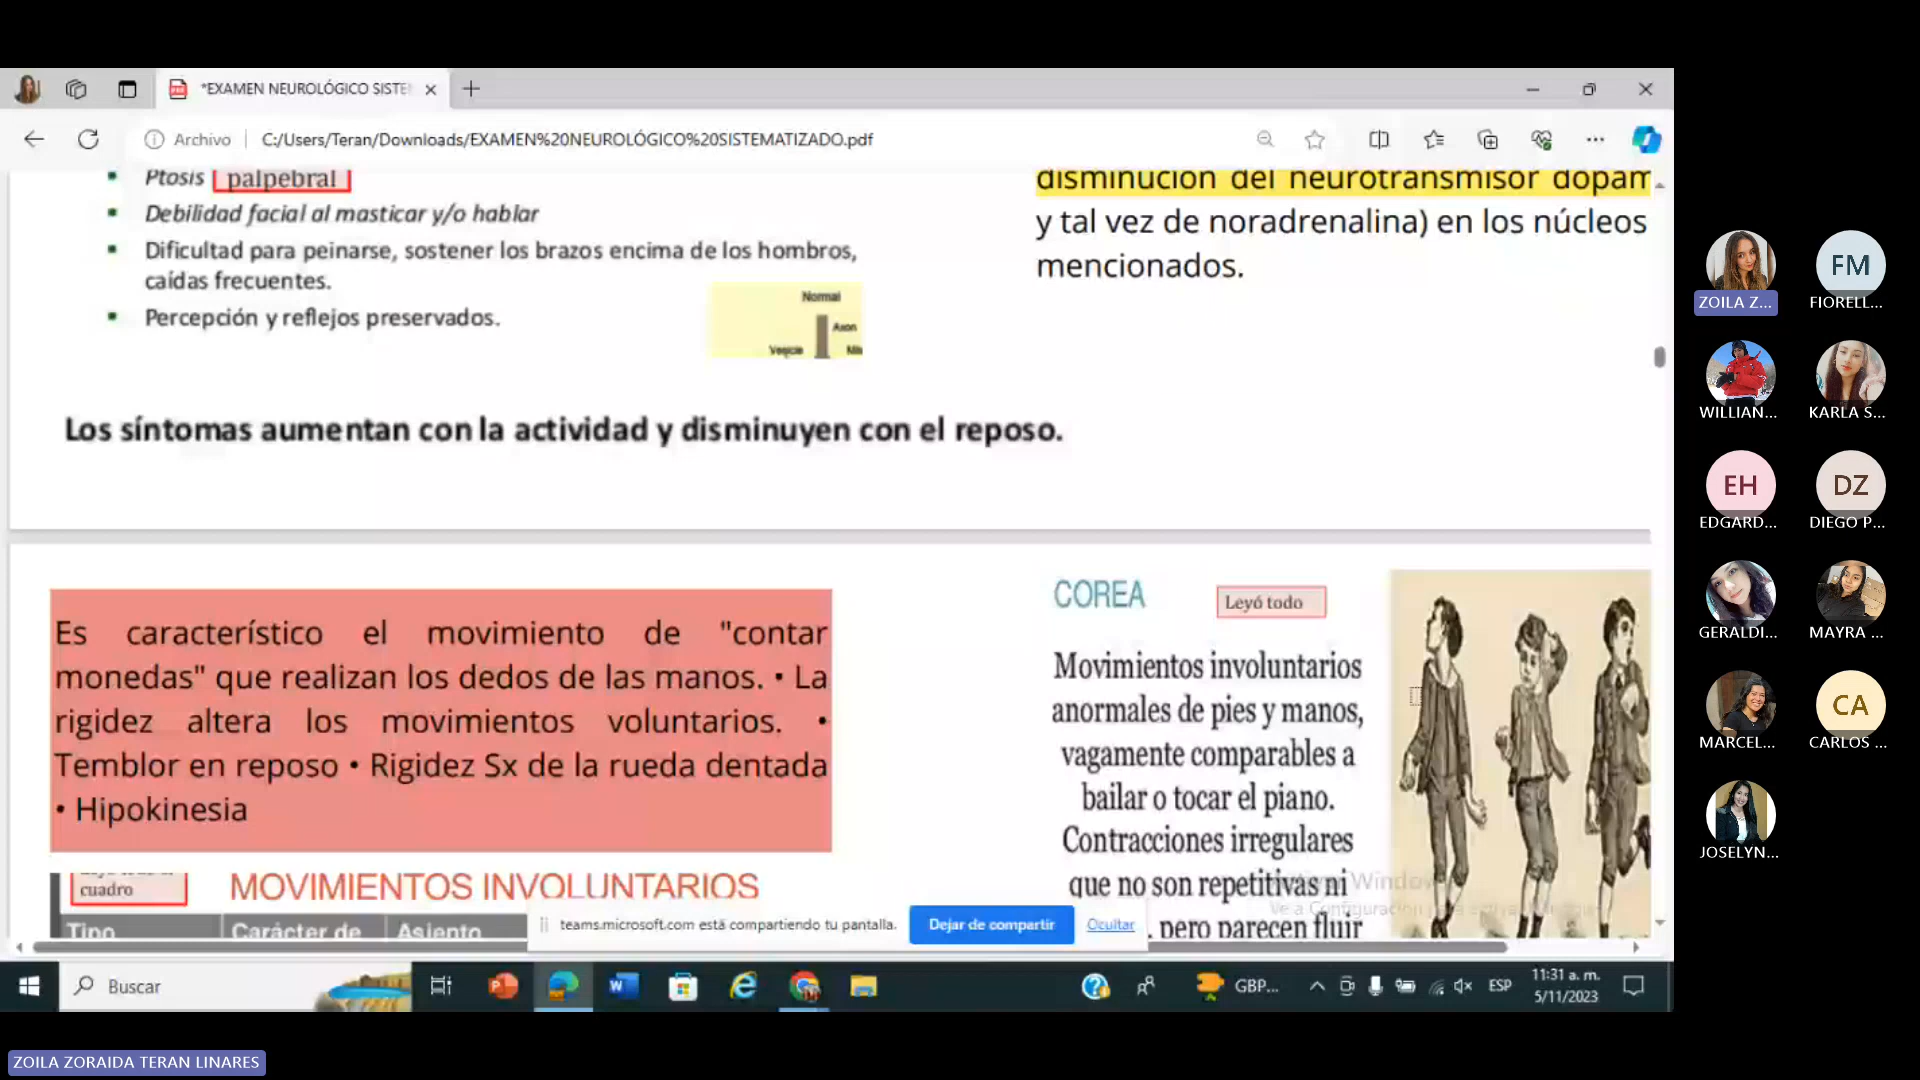 *EXAMEN NEUROLÓGICO SISTE
Archivo
C:/Users/Teran/Downloads/EXAMEN%20NEUROLÓGICO%20SISTEMATIZADO.pdf
▪ Ptosis palpebral
▪ Debilidad facial al masticar y/o hablar
▪ Dificultad para peinarse, sostener los brazos encima de los hombros,
caídas frecuentes.
▪ Percepción y reflejos preservados.
Normal
Axon
Vesicle
Los síntomas aumentan con la actividad y disminuyen con el reposo.
disminución del neurotransmisor dopam
y tal vez de noradrenalina) en los núcleos
mencionados.
Es característico el movimiento de "contar
monedas" que realizan los dedos de las manos. • La
rigidez altera los movimientos voluntarios. •
Temblor en reposo • Rigidez Sx de la rueda dentada
• Hipokinesia
cuadro
MOVIMIENTOS INVOLUNTARIOS
Tipo
Carácter de
Asiento
COREA
Leyó todo
Movimientos involuntarios
anormales de pies y manos,
vagamente comparables a
bailar o tocar el piano.
Contracciones irregulares
que no son repetitivas ni
, pero parecen fluir
teams.microsoft.com está compartiendo tu pantalla.
Dejar de compartir
Ocultar
Buscar
GBP...
ESP
11:31 a. m.
5/11/2023
ZOILA Z...
FM
FIORELL...
WILLIAN...
KARLA S...
EH
EDGARD...
DZ
DIEGO P...
GERALDI...
MAYRA ...
MARCEL...
CA
CARLOS ...
JOSELYN...
ZOILA ZORAIDA TERAN LINARES